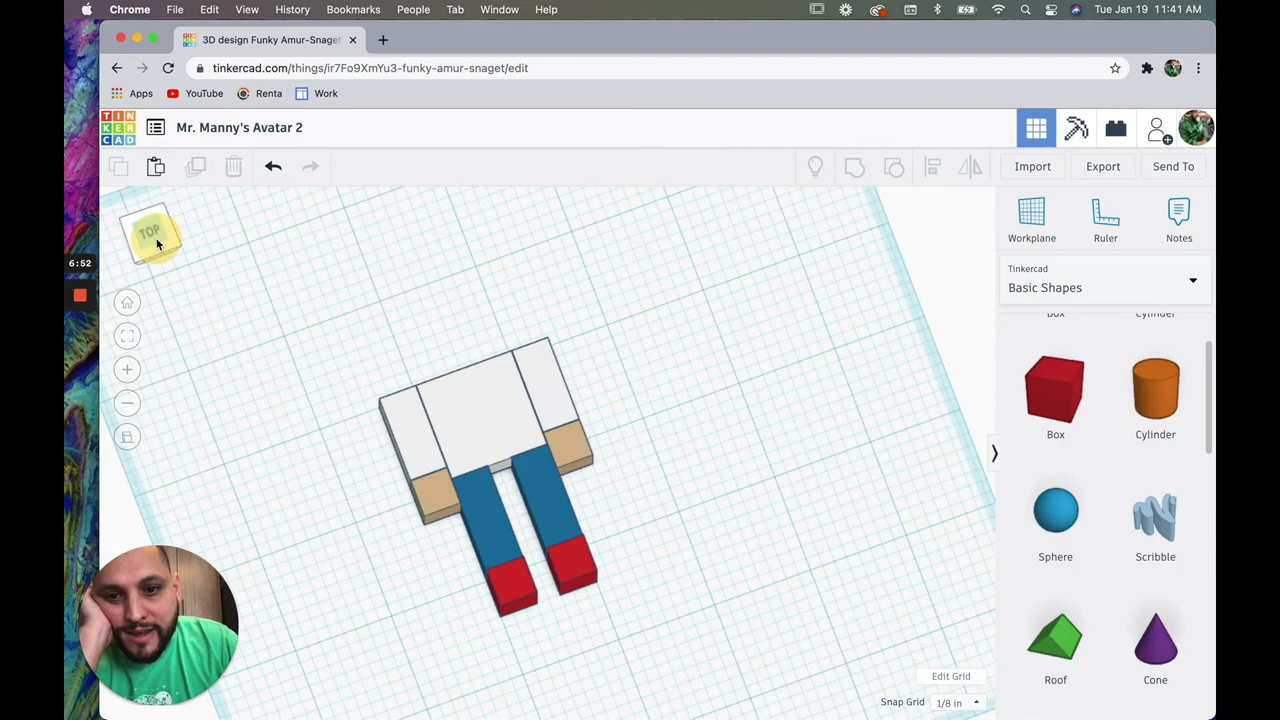 Chrome File Edit View History Bookmarks People Tab Window Help Tue Jan 19 11:41 AM
3D design Funky Amur-Snaget
tinkercad.com/things/ir7Fo9XmYu3-funky-amur-snaget/edit
Apps YouTube Renta Work
TIN
KER
CAD
Mr. Manny's Avatar 2
Import Export Send To
TOP
6:52
Workplane Ruler Notes
Tinkercad
Basic Shapes
Box Cylinder
Box Cylinder
Sphere Scribble
Roof Cone
Edit Grid
Snap Grid 1/8 in